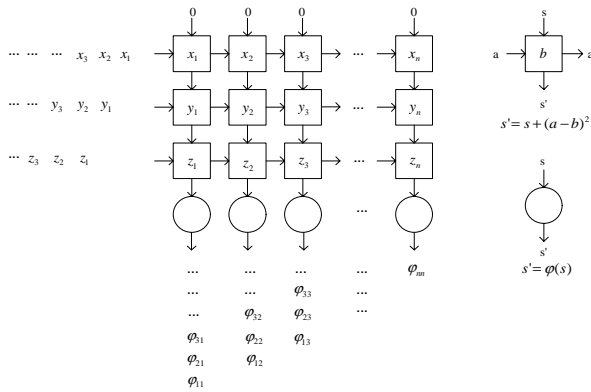 0 0 0 0 s
... ... ... x₃ x₂ x₁ x₁ x₂ x₃ ... xₙ a b a
s'
... ... y₃ y₂ y₁ y₁ y₂ y₃ yₙ
s' = s + (a − b)²
... z₃ z₂ z₁ z₁ z₂ z₃ ... zₙ
s
...
s'
... ... ... ... φₙₙ s' = φ(s)
... ... φ₃₃ ...
... φ₃₂ φ₂₃ ...
φ₃₁ φ₂₂ φ₁₃
φ₂₁ φ₁₂
φ₁₁